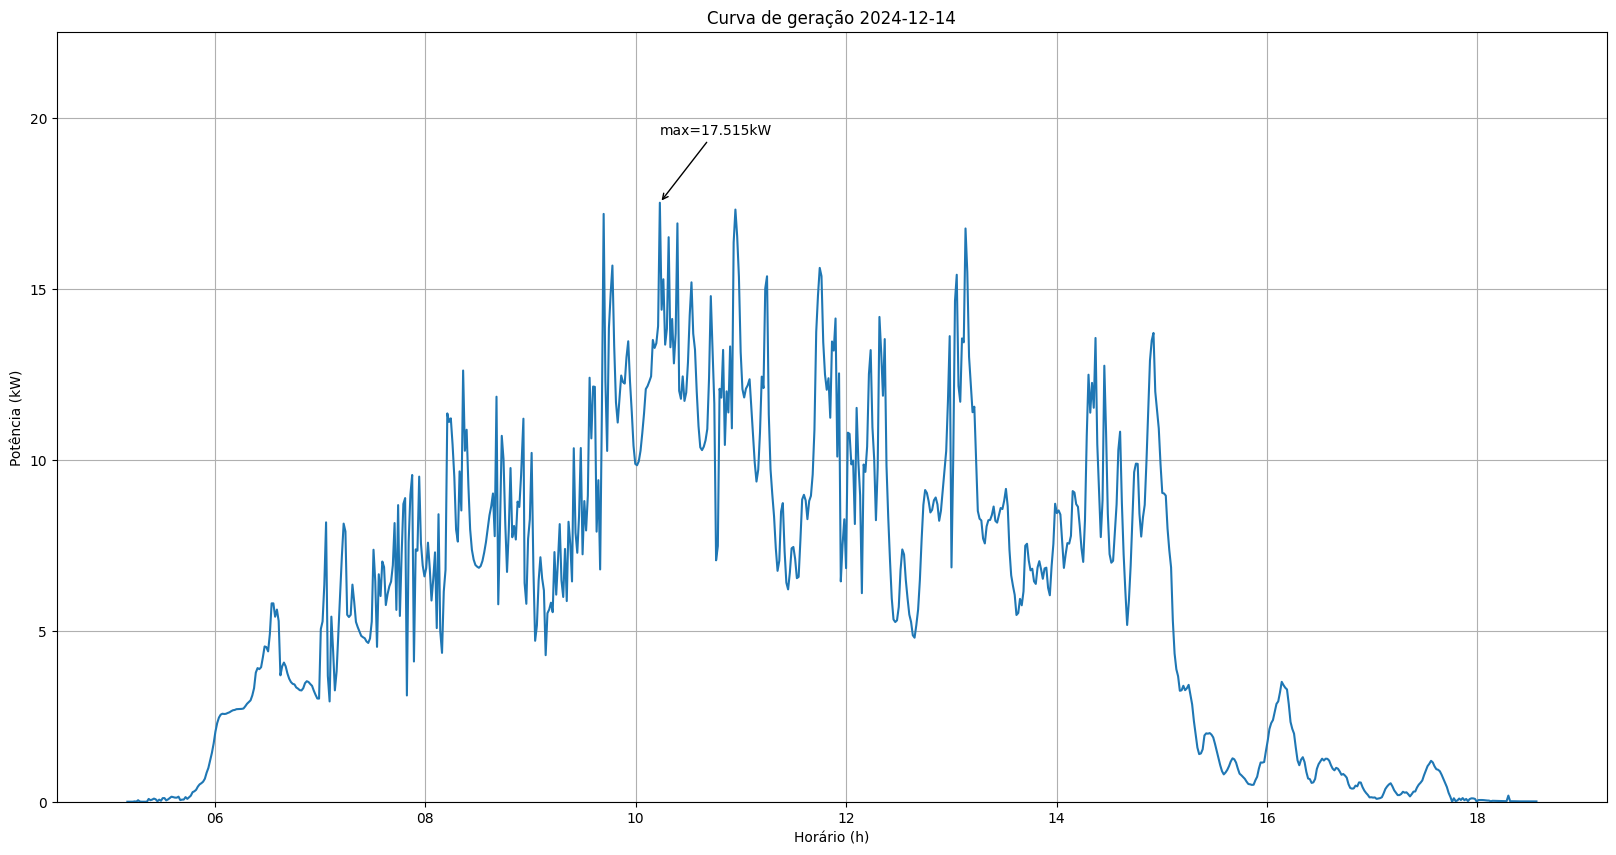 Curva de geração 2024-12-14
Potência (kW)
20
15
10
5
0
max=17.515kW
06 08 10 12 14 16 18
Horário (h)